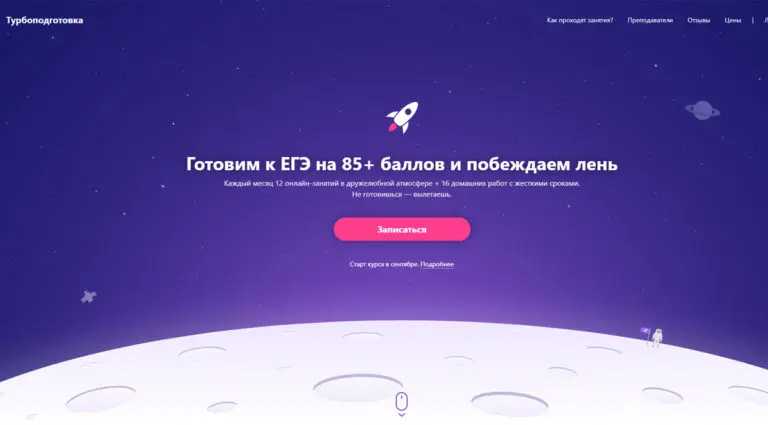 Турбоподготовка
Как проходят занятия? Преподаватели Отзывы Цены | Л
Готовим к ЕГЭ на 85+ баллов и побеждаем лень
Каждый месяц 12 онлайн-занятий в дружелюбной атмосфере + 16 домашних работ с жесткими сроками.
Не готовишься — вылетаешь.
Записаться
Старт курса в сентябре. Подробнее